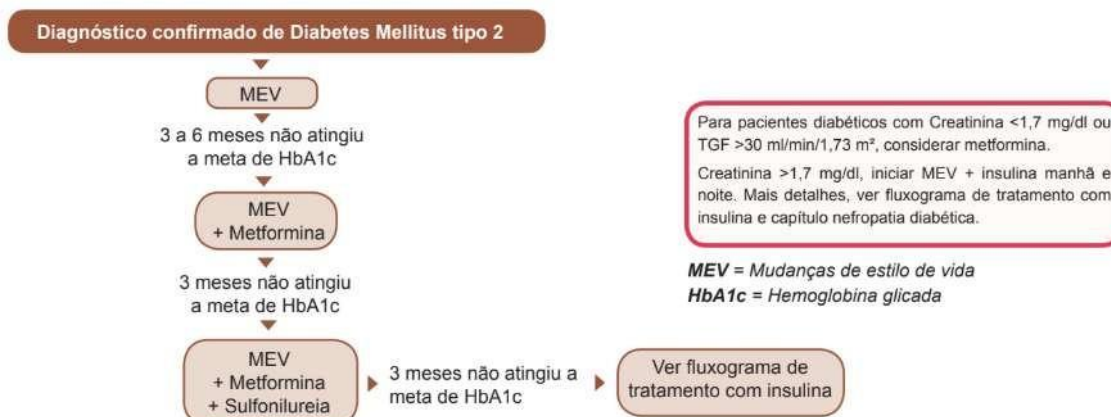 Diagnóstico confirmado de Diabetes Mellitus tipo 2
MEV
3 a 6 meses não atingiu
a meta de HbA1c
MEV
+ Metformina
3 meses não atingiu
a meta de HbA1c
MEV
+ Metformina
+ Sulfonilureia
3 meses não atingiu a
meta de HbA1c
Ver fluxograma de
tratamento com insulina
Para pacientes diabéticos com Creatinina <1,7 mg/dl ou
TGF >30 ml/min/1,73 m², considerar metformina.
Creatinina >1,7 mg/dl, iniciar MEV + insulina manhã e
noite. Mais detalhes, ver fluxograma de tratamento com
insulina e capítulo nefropatia diabética.
MEV = Mudanças de estilo de vida
HbA1c = Hemoglobina glicada